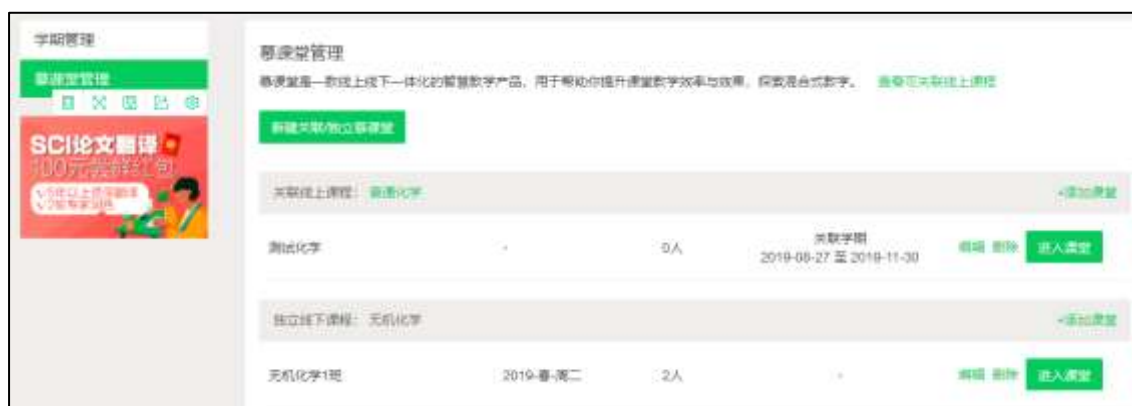 学期管理
慕课堂管理
SCI论文翻译
100元尝鲜红包
慕课堂管理
慕课堂是一款线上线下一体化的智慧教学产品，用于帮助你提升课堂教学效率与效果，探索混合式教学。 查看可关联线上课程
新建关联/独立慕课堂
关联线上课程： 普通化学 +添加课堂
测试化学 - 0人 关联学期 编辑 删除 进入课堂
2019-08-27 至 2019-11-30
独立线下课程： 无机化学 +添加课堂
无机化学1班 2019-春-周二 2人 - 编辑 删除 进入课堂